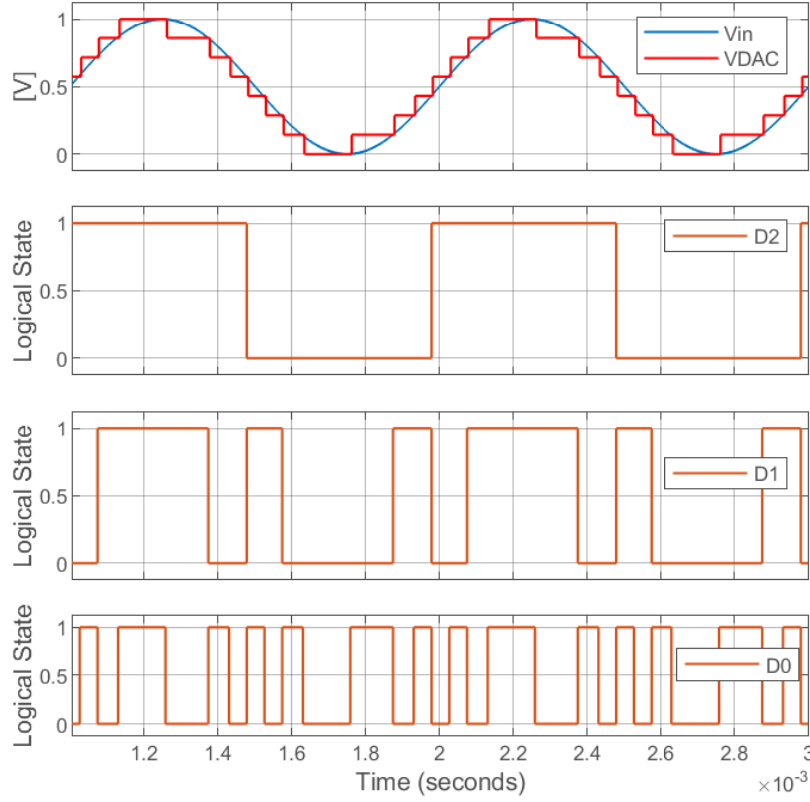 1
0.5
0
[V]
Vin
VDAC
1
0.5
0
Logical State
D2
1
0.5
0
Logical State
D1
1
0.5
0
Logical State
D0
1.2 1.4 1.6 1.8 2 2.2 2.4 2.6 2.8 3
Time (seconds)
×10⁻³